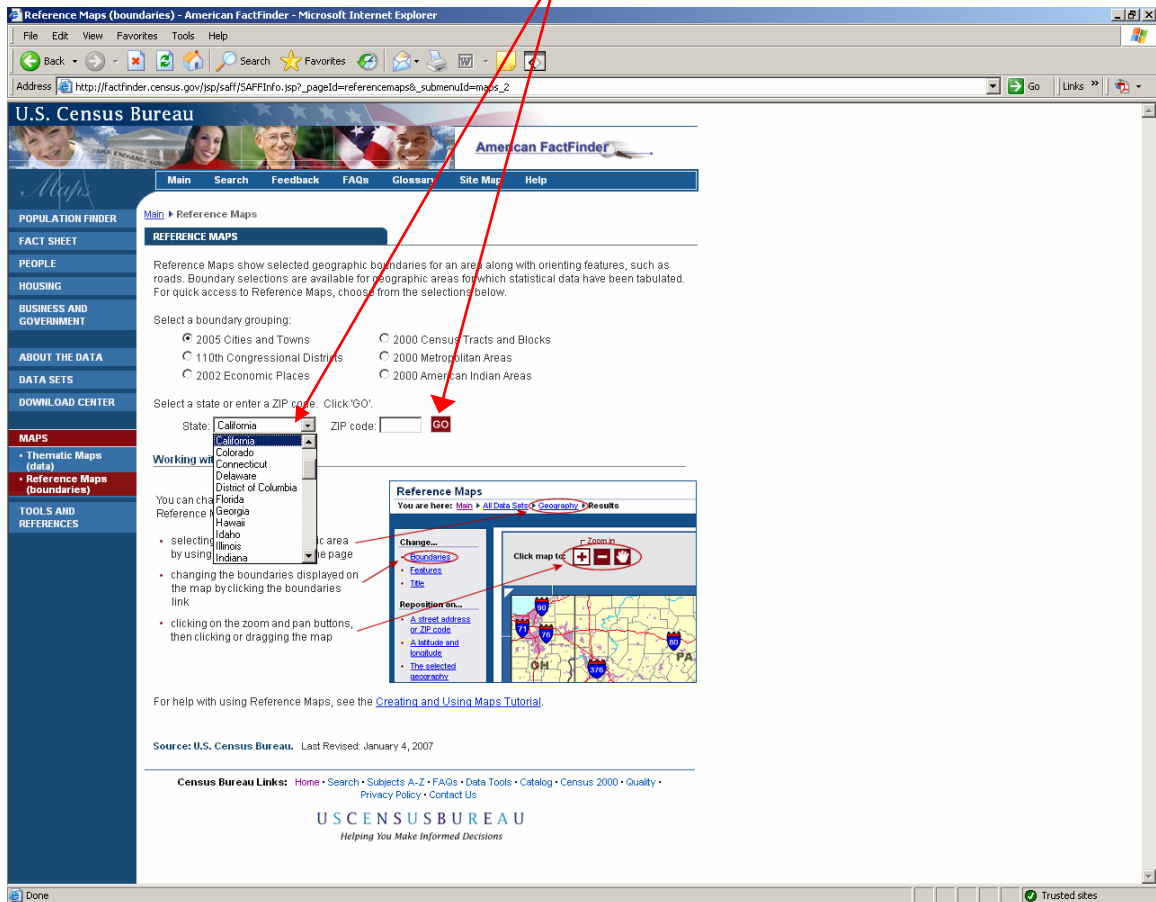 Reference Maps (boundaries) - American FactFinder - Microsoft Internet Explorer
File Edit View Favorites Tools Help
Back Search Favorites
Address http://factfinder.census.gov/jsp/saff/SAFFInfo.jsp?_pageId=referencemaps&_submenuId=maps_2 Go Links »
U.S. Census Bureau
STOCK EXCHANGE
American FactFinder
Maps
Main Search Feedback FAQs Glossary Site Map Help
POPULATION FINDER
FACT SHEET
PEOPLE
HOUSING
BUSINESS AND
GOVERNMENT
ABOUT THE DATA
DATA SETS
DOWNLOAD CENTER
MAPS
• Thematic Maps
(data)
• Reference Maps
(boundaries)
TOOLS AND
REFERENCES
Main Reference Maps
REFERENCE MAPS
Reference Maps show selected geographic boundaries for an area along with orienting features, such as
roads. Boundary selections are available for geographic areas for which statistical data have been tabulated.
For quick access to Reference Maps, choose from the selections below.
Select a boundary grouping:
2005 Cities and Towns 2000 Census Tracts and Blocks
110th Congressional Districts 2000 Metropolitan Areas
2002 Economic Places 2000 American Indian Areas
Select a state or enter a ZIP code. Click 'GO'.
State: California ZIP code: GO
California
Colorado
Connecticut
Delaware
District of Columbia
Florida
Georgia
Hawaii
Idaho
Illinois
Indiana
Working wit
You can cha
Reference M
• selecting ic area
by using he page
• changing the boundaries displayed on
the map by clicking the boundaries
link
• clicking on the zoom and pan buttons,
then clicking or dragging the map
Reference Maps
You are here: Main All Data Sets Geography Results
Change...
• Boundaries
• Features
• Title
Reposition on...
• A street address
or ZIP code
• A latitude and
longitude
• The selected
geography
Zoom in
Click map to:
90
71
76
80
OH
376
PA
For help with using Reference Maps, see the Creating and Using Maps Tutorial.
Source: U.S. Census Bureau. Last Revised: January 4, 2007
Census Bureau Links: Home • Search • Subjects A-Z • FAQs • Data Tools • Catalog • Census 2000 • Quality •
Privacy Policy • Contact Us
USCENSUSBUREAU
Helping You Make Informed Decisions
Done Trusted sites